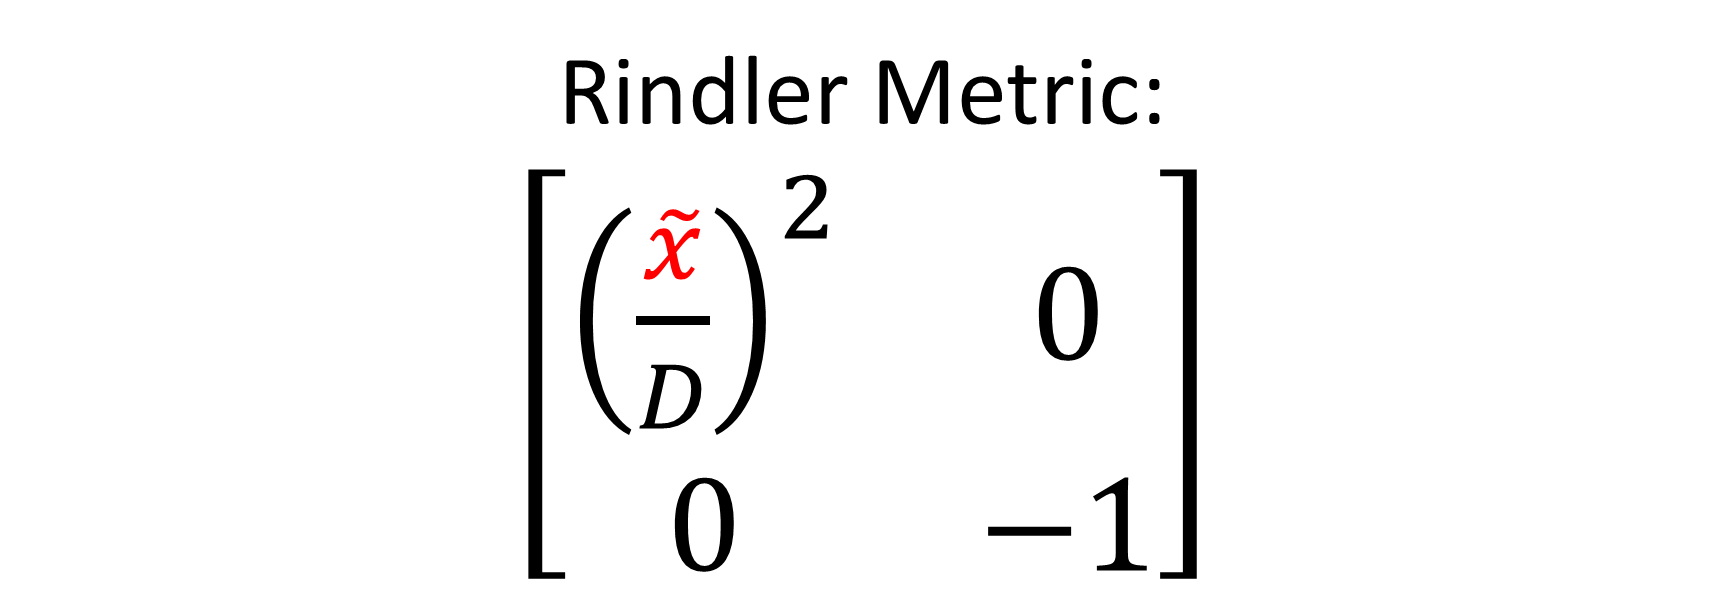 Rindler Metric:
[(x̃/D)² 0
0 −1]